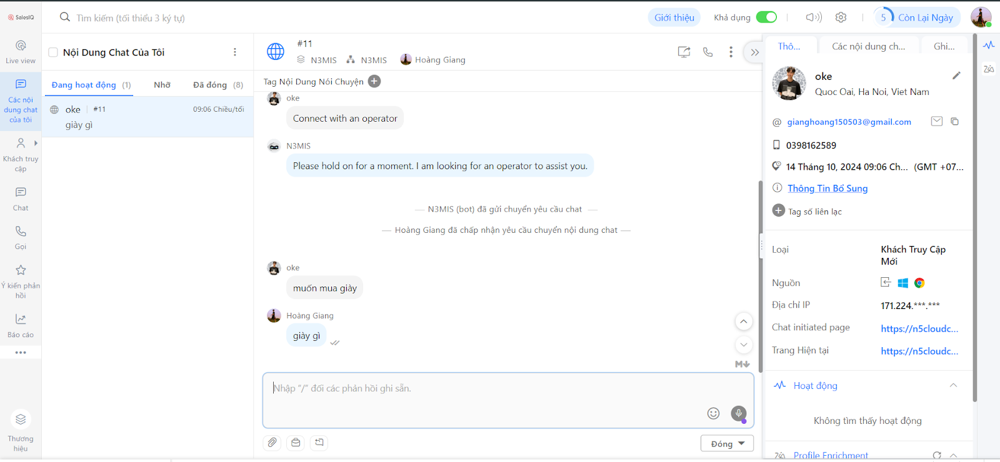 SalesIQ
Tìm kiếm (tối thiểu 3 ký tự)
Giới thiệu
Khả dụng
5
Còn Lại Ngày
Live view
Các nội
dung chat
của tôi
Khách truy
cập
Chat
Gọi
Ý kiến phản
hồi
Báo cáo
Thương
hiệu
Nội Dung Chat Của Tôi
Đang hoạt động (1)
Nhỡ
Đã đóng (8)
oke
#11
09:06 Chiều/tối
giày gì
#11
N3MIS
N3MIS
Hoàng Giang
Tag Nội Dung Nói Chuyện
oke
Connect with an operator
N3MIS
Please hold on for a moment. I am looking for an operator to assist you.
N3MIS (bot) đã gửi chuyển yêu cầu chat
Hoàng Giang đã chấp nhận yêu cầu chuyển nội dung chat
oke
muốn mua giày
Hoàng Giang
giày gì
M
Nhập "/" đối các phản hồi ghi sẵn.
Đóng
Thô...
Các nội dung ch...
Ghi...
oke
Quoc Oai, Ha Noi, Viet Nam
@ gianghoang150503@gmail.com
0398162589
14 Tháng 10, 2024 09:06 Ch... (GMT +07...
Thông Tin Bổ Sung
Tag số liên lạc
Loại
Khách Truy Cập
Mới
Nguồn
Địa chỉ IP
171.224.***.***
Chat initiated page
https://n5cloudc...
Trang Hiện tại
https://n5cloudc...
Hoạt động
Không tìm thấy hoạt động
Profile Enrichment